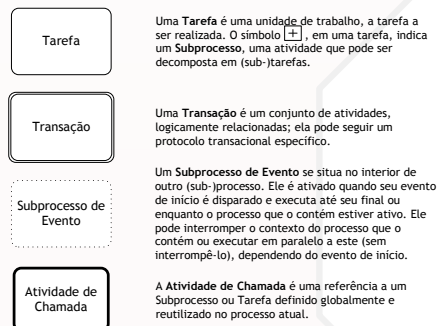 Tarefa
Uma Tarefa é uma unidade de trabalho, a tarefa a
ser realizada. O símbolo + , em uma tarefa, indica
um Subprocesso, uma atividade que pode ser
decomposta em (sub-)tarefas.
Transação
Uma Transação é um conjunto de atividades,
logicamente relacionadas; ela pode seguir um
protocolo transacional específico.
Subprocesso de
Evento
Um Subprocesso de Evento se situa no interior de
outro (sub-)processo. Ele é ativado quando seu evento
de início é disparado e executa até seu final ou
enquanto o processo que o contém estiver ativo. Ele
pode interromper o contexto do processo que o
contém ou executar em paralelo a este (sem
interrompê-lo), dependendo do evento de início.
Atividade de
Chamada
A Atividade de Chamada é uma referência a um
Subprocesso ou Tarefa definido globalmente e
reutilizado no processo atual.